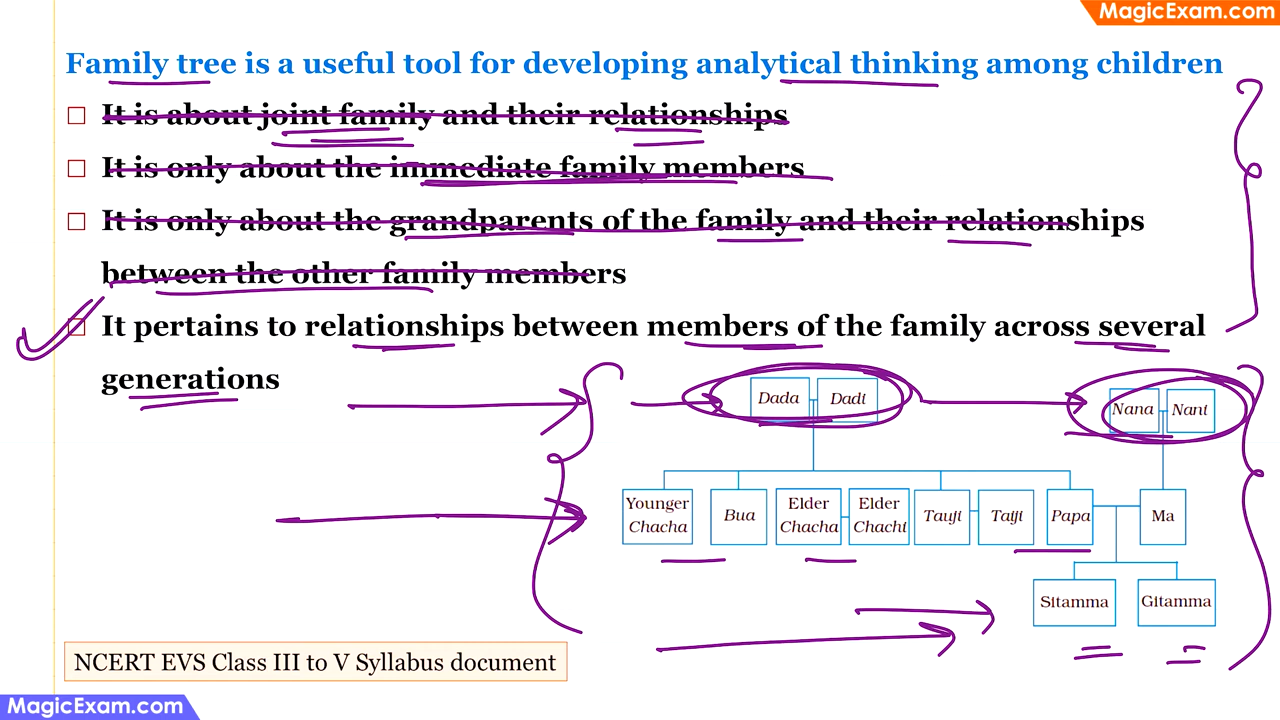 MagicExam.com
Family tree is a useful tool for developing analytical thinking among children
It is about joint family and their relationships
It is only about the immediate family members
It is only about the grandparents of the family and their relationships
between the other family members
It pertains to relationships between members of the family across several
generations
Dada Dadi Nana Nani
Younger Chacha Bua Elder Chacha Elder Chachi Tauji Taiji Papa Ma
Sitamma Gitamma
NCERT EVS Class III to V Syllabus document
MagicExam.com